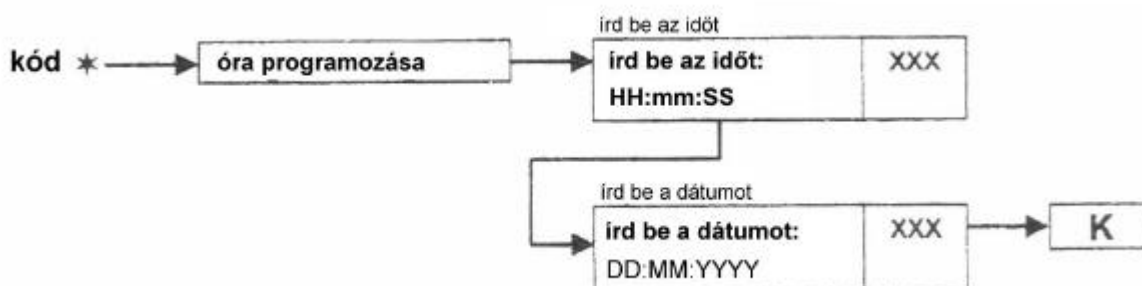 írd be az időt
kód * óra programozása
írd be az időt: XXX
HH:mm:SS
írd be a dátumot
írd be a dátumot: XXX K
DD:MM:YYYY